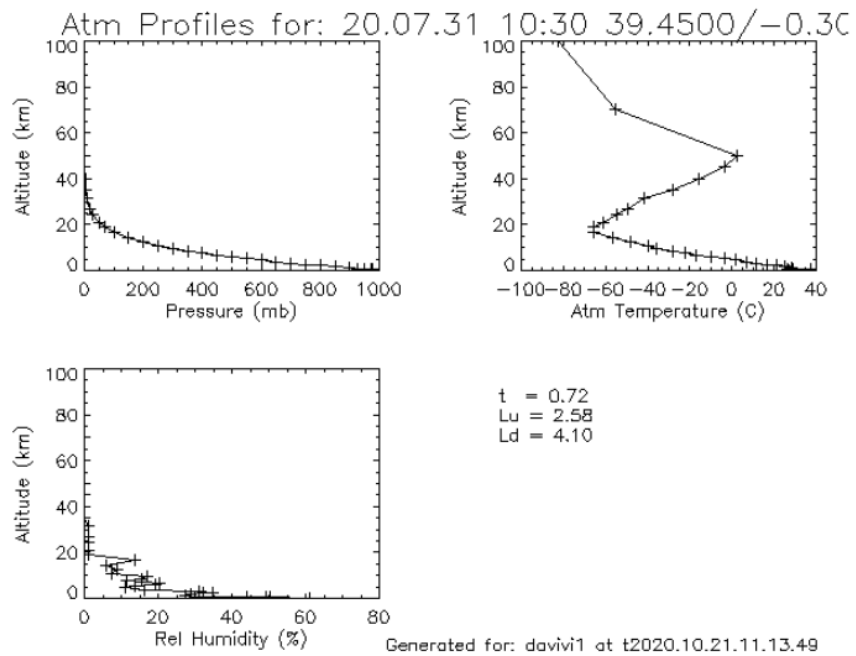 Atm Profiles for: 20.07.31 10:30 39.4500/−0.30
100
80
60
40
20
0
Altitude (km)
0 200 400 600 800 1000
Pressure (mb)
100
80
60
40
20
0
Altitude (km)
−100−80 −60 −40 −20 0 20 40
Atm Temperature (C)
100
80
60
40
20
0
Altitude (km)
0 20 40 60 80
Rel Humidity (%)
t = 0.72
Lu = 2.58
Ld = 4.10
Generated for: davivi1 at t2020.10.21.11.13.49